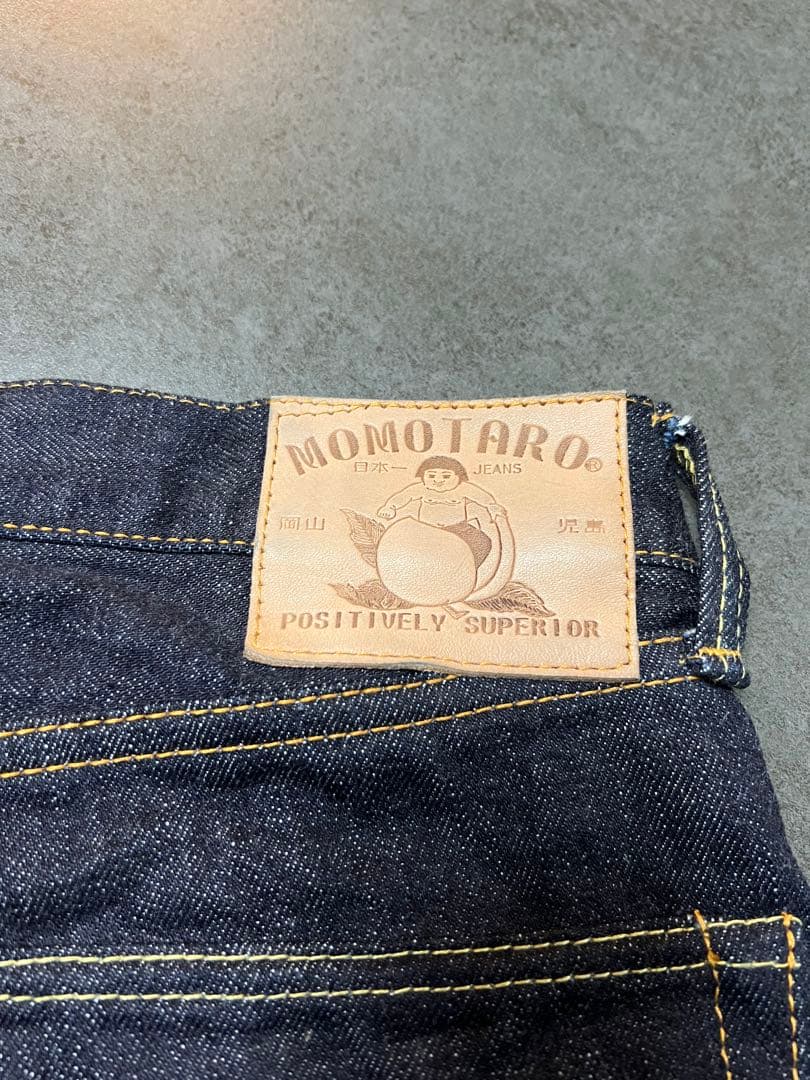 MOMOTARO®
日本一 JEANS
岡山 児島
POSITIVELY SUPERIOR